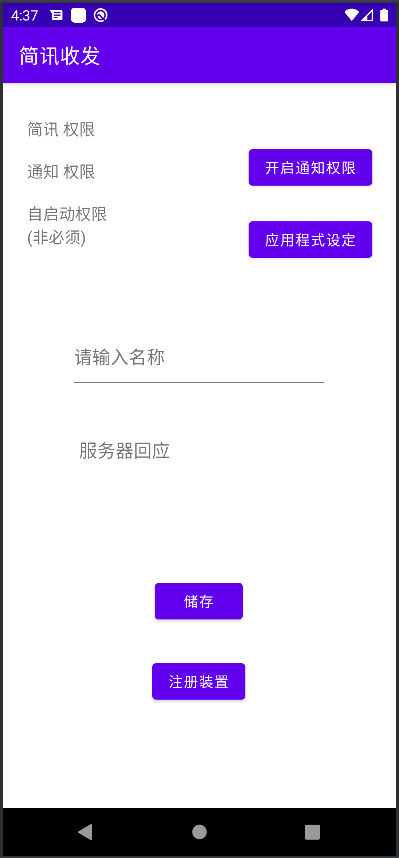 4:37
简讯收发
简讯 权限
通知 权限
开启通知权限
自启动权限
(非必须)
应用程式设定
请输入名称
服务器回应
储存
注册装置